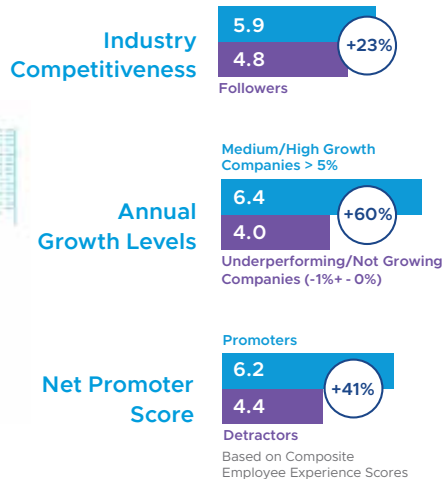 Industry
Competitiveness
5.9
4.8
+23%
Followers
Medium/High Growth
Companies > 5%
Annual
Growth Levels
6.4
4.0
+60%
Underperforming/Not Growing
Companies (-1%+ - 0%)
Promoters
Net Promoter
Score
6.2
4.4
+41%
Detractors
Based on Composite
Employee Experience Scores